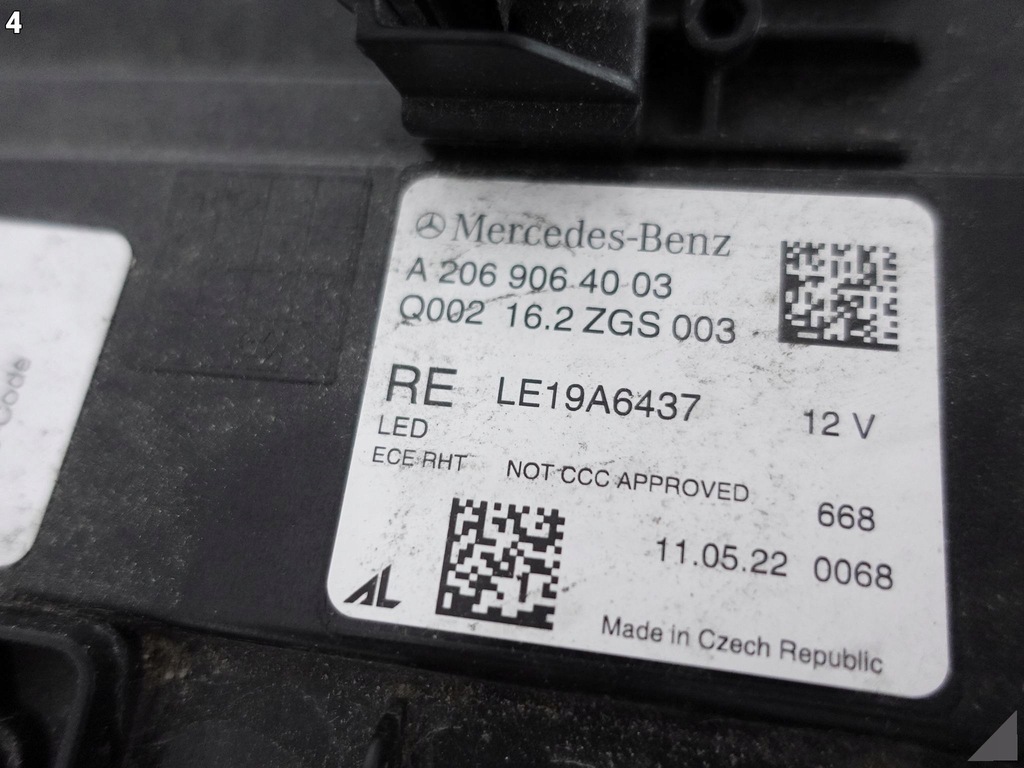 4
Mercedes-Benz
A 206 906 40 03
Q002 16.2 ZGS 003
RE LE19A6437 12 V
LED
ECE RHT NOT CCC APPROVED
668
11.05.22 0068
AL
Made in Czech Republic
Code